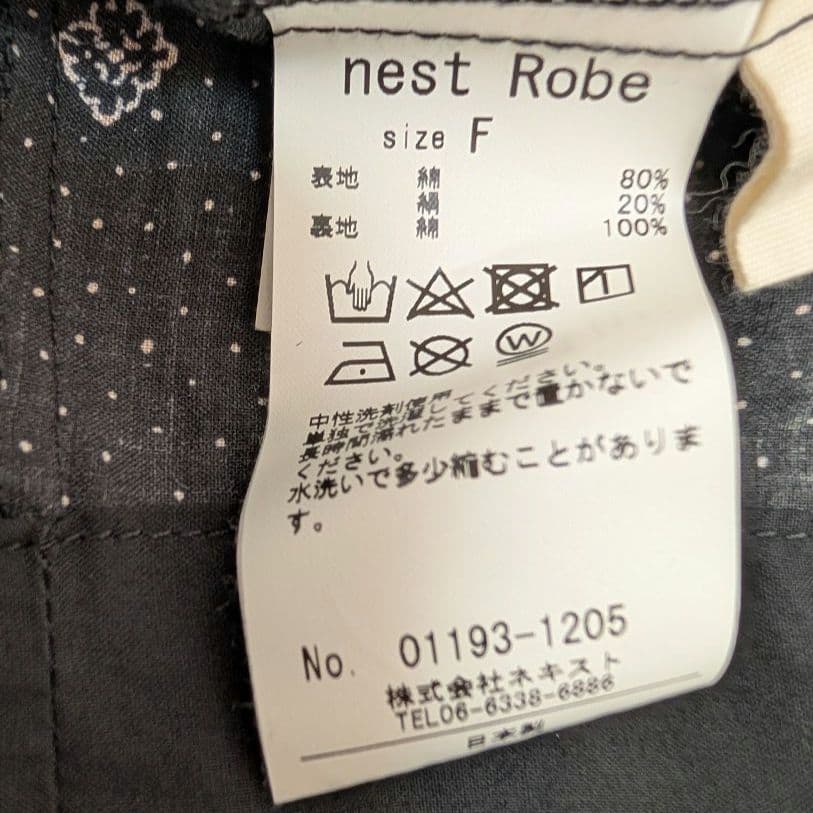 nest Robe
size F
表地 綿 80%
絹 20%
裏地 綿 100%
中性洗剤使用
単独で洗濯してください。
長時間濡れたままで置かないで
ください。
水洗いで多少縮むことがありま
す。
No. 01193-1205
株式会社ネキスト
TEL06-6338-6886
日本製